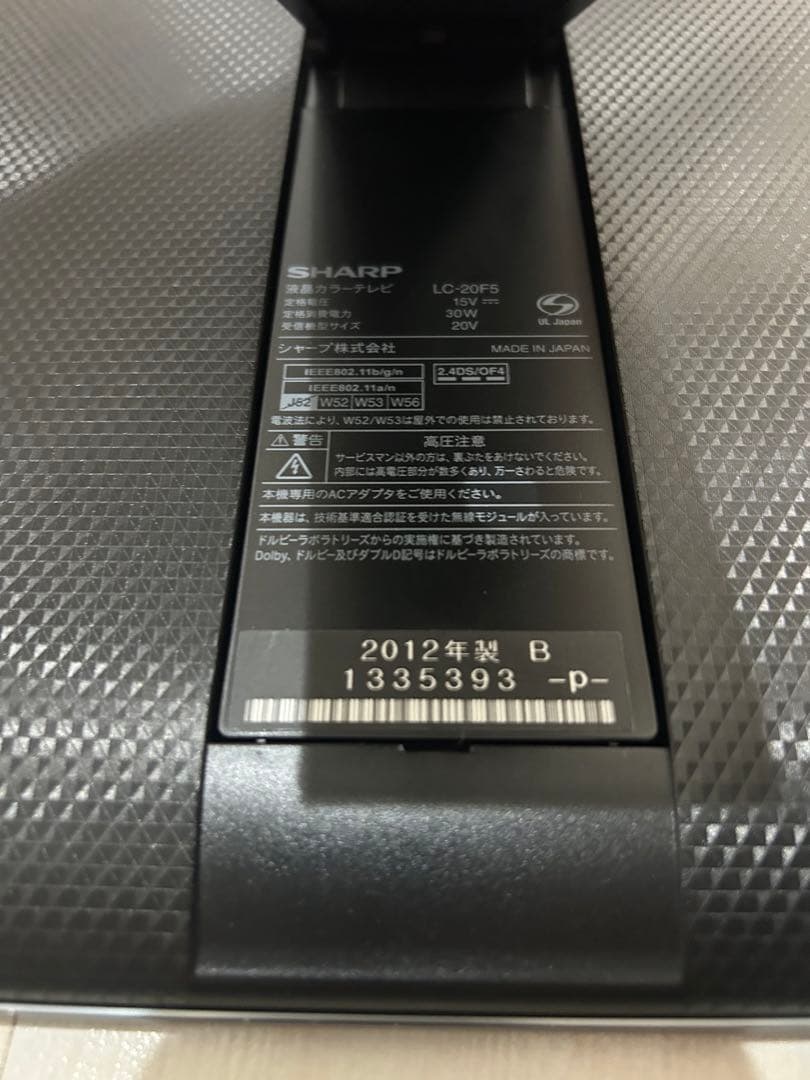 SHARP
液晶カラーテレビ LC-20F5
定格電圧 15V
定格消費電力 30W
受信機型サイズ 20V
UL Japan
シャープ株式会社 MADE IN JAPAN
IEEE802.11b/g/n 2.4DS/OF4
IEEE802.11a/n
J52 W52 W53 W56
電波法により、W52/W53は屋外での使用は禁止されております。
⚠警告 高圧注意
サービスマン以外の方は、裏ぶたをあけないでください。
内部には高電圧部分が数多くあり、万一さわると危険です。
本機専用のACアダプタをご使用ください。
本機器は、技術基準適合認証を受けた無線モジュールが入っています。
ドルビーラボラトリーズからの実施権に基づき製造されています。
Dolby、ドルビー及びダブルD記号はドルビーラボラトリーズの商標です。
2012年製 B
1335393 -p-